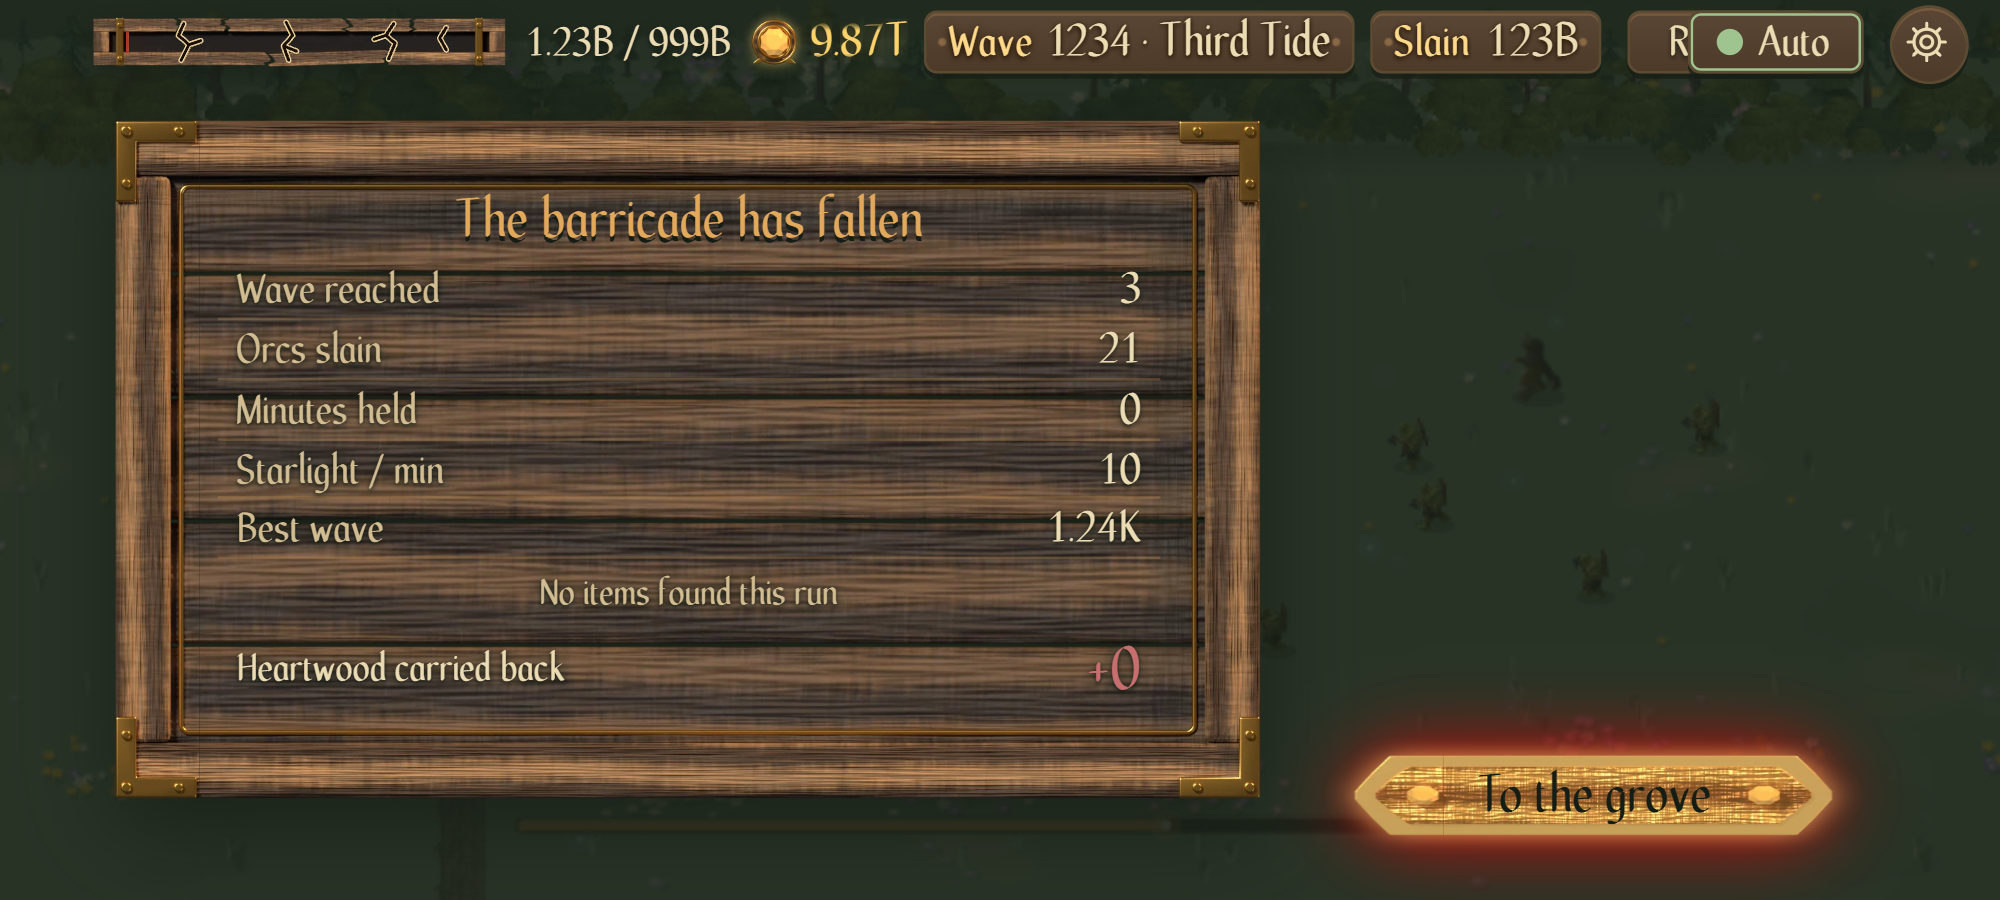 1.23B / 999B 9.87T Wave 1234 · Third Tide Slain 123B R Auto
The barricade has fallen
Wave reached 3
Orcs slain 21
Minutes held 0
Starlight / min 10
Best wave 1.24K
No items found this run
Heartwood carried back +0
To the grove